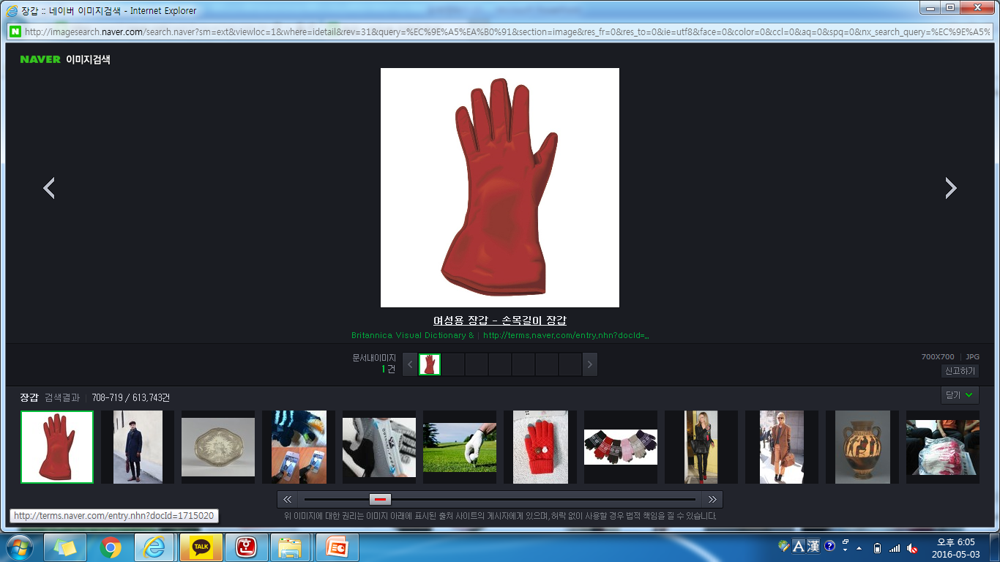 장갑 :: 네이버 이미지검색 - Internet Explorer
http://imagesearch.naver.com/search.naver?sm=ext&viewloc=1&where=idetail&rev=31&query=%EC%9E%A5%EA%B0%91&section=image&res_fr=0&res_to=0&ie=utf8&face=0&color=0&ccl=0&aq=0&spq=0&nx_search_query=%EC%9E%A5%
NAVER 이미지검색
여성용 장갑 - 손목길이 장갑
Britannica Visual Dictionary & | http://terms.naver.com/entry.nhn?docId=...
문서내이미지
1 건
700X700 | JPG
신고하기
장갑 검색결과 | 708-719 / 613,743건
닫기
위 이미지에 대한 권리는 이미지 아래에 표시된 출처 사이트의 게시자에게 있으며, 허락 없이 사용할 경우 법적 책임을 질 수 있습니다.
http://terms.naver.com/entry.nhn?docId=1715020
TALK
A 漢
오후 6:05
2016-05-03